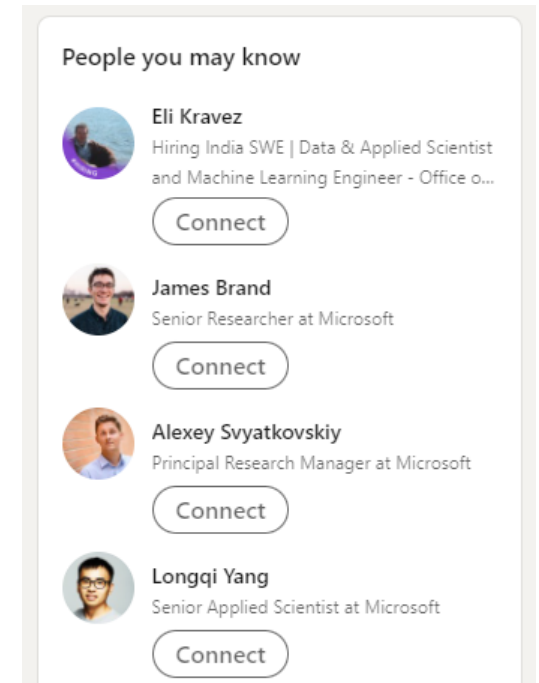 People you may know
Eli Kravez
Hiring India SWE | Data & Applied Scientist
and Machine Learning Engineer - Office o...
#HIRING
Connect
James Brand
Senior Researcher at Microsoft
Connect
Alexey Svyatkovskiy
Principal Research Manager at Microsoft
Connect
Longqi Yang
Senior Applied Scientist at Microsoft
Connect